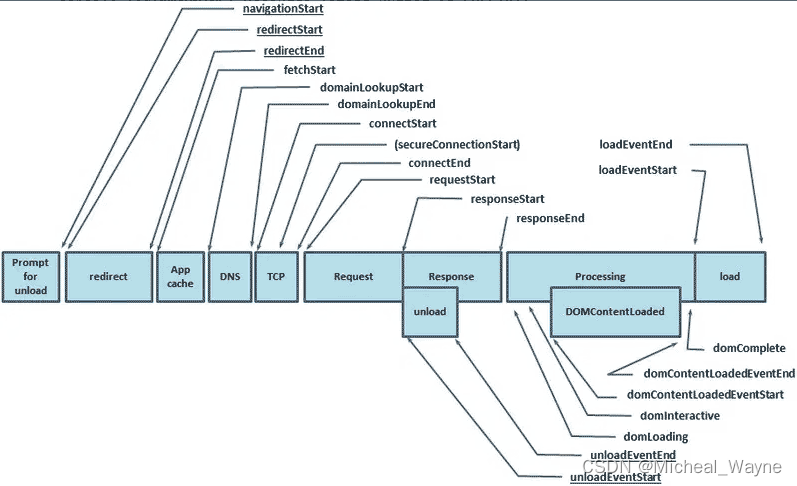 navigationStart
redirectStart
redirectEnd
fetchStart
domainLookupStart
domainLookupEnd
connectStart
(secureConnectionStart)
loadEventEnd
connectEnd
loadEventStart
requestStart
responseStart
responseEnd
Prompt
for
unload
redirect
App
cache
DNS
TCP
Request
Response
Processing
load
unload
DOMContentLoaded
domComplete
domContentLoadedEventEnd
domContentLoadedEventStart
domInteractive
domLoading
unloadEventEnd
CSDN @Micheal_Wayne
unloadEventStart